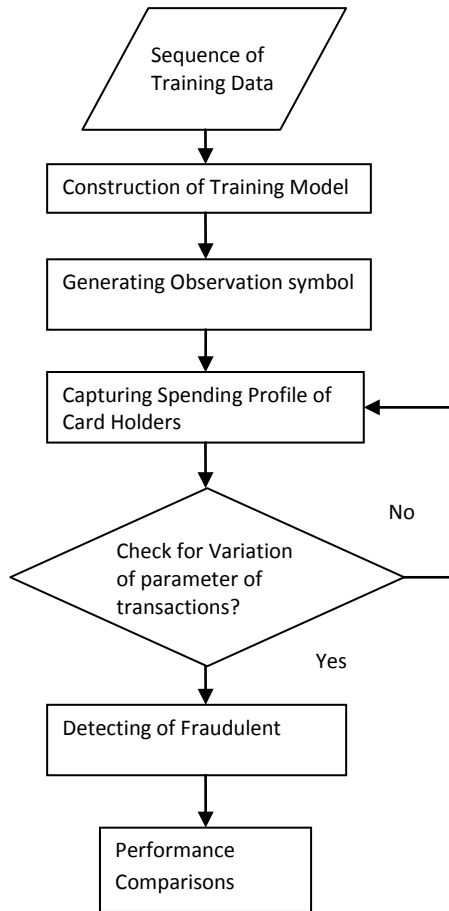 Sequence of
Training Data
Construction of Training Model
Generating Observation symbol
Capturing Spending Profile of
Card Holders
No
Check for Variation
of parameter of
transactions?
Yes
Detecting of Fraudulent
Performance
Comparisons